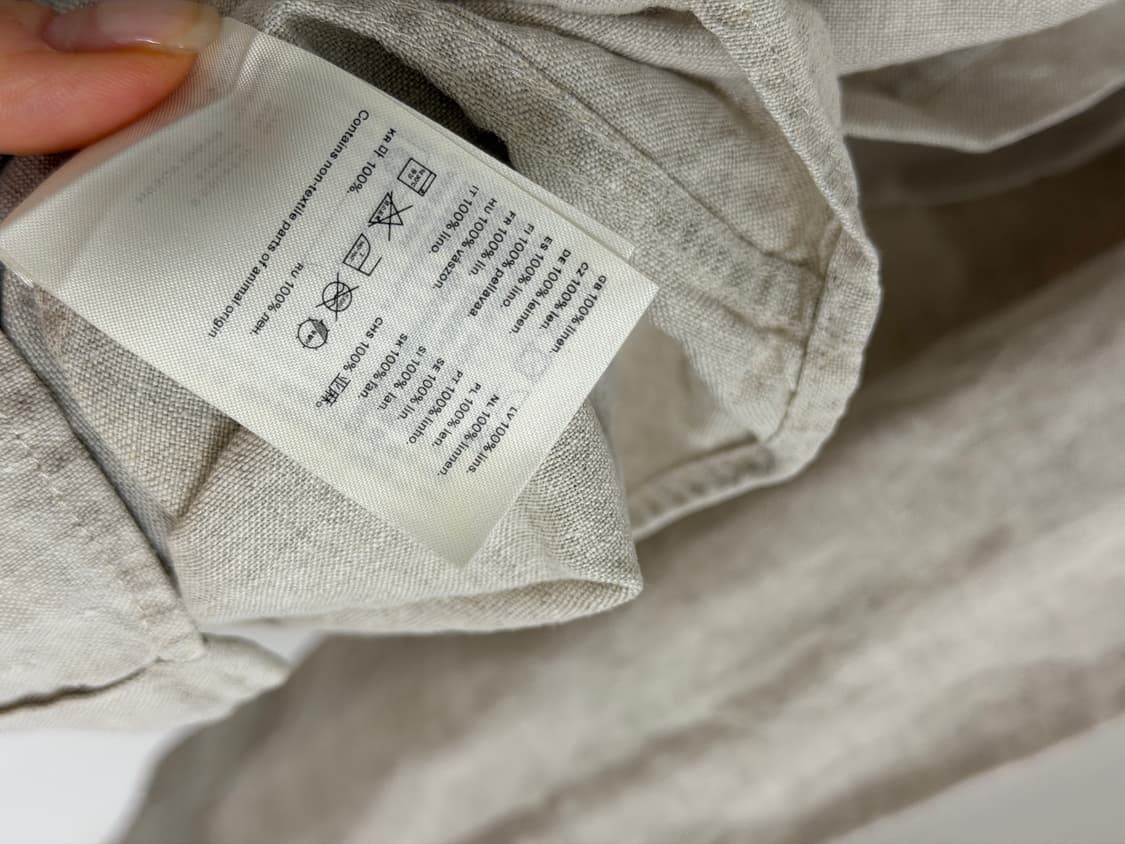 GB 100% linen.
CZ 100% len.
DE 100% leinen.
ES 100% lino.
FI 100% pellavaa.
FR 100% lin.
HU 100% vászon.
IT 100% lino.
KR 마 100%.
LV 100% lins.
NL 100% linnen.
PL 100% len.
PT 100% linho.
SE 100% lin.
SI 100% lan.
SK 100% ľan.
CHS 100% 亚麻。
RU 100% лен.
Contains non-textile parts of animal origin